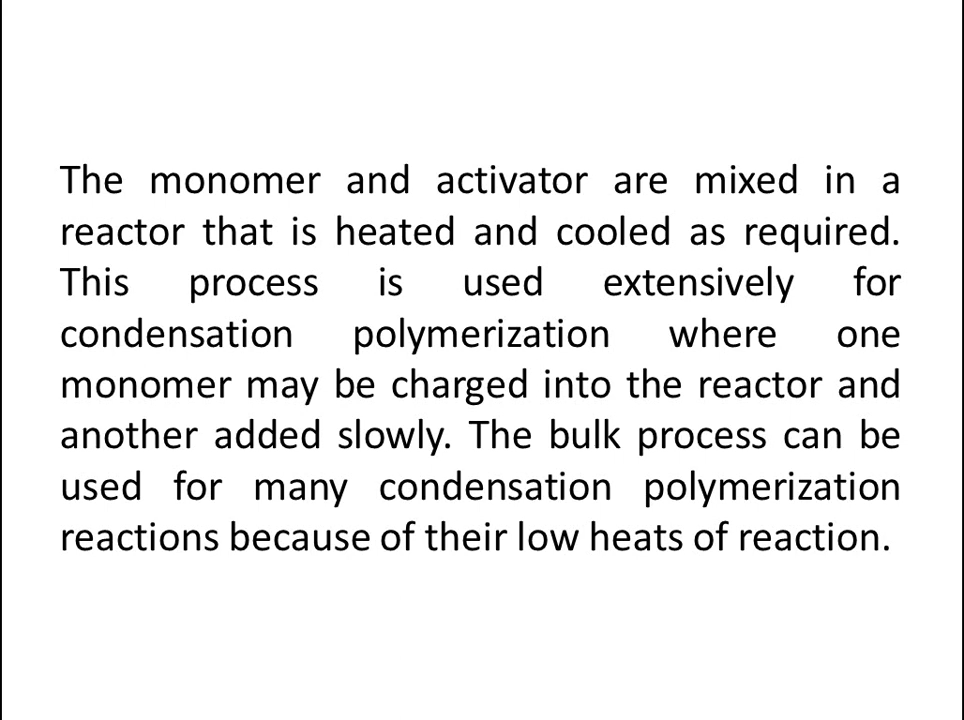 The monomer and activator are mixed in a
reactor that is heated and cooled as required.
This process is used extensively for
condensation polymerization where one
monomer may be charged into the reactor and
another added slowly. The bulk process can be
used for many condensation polymerization
reactions because of their low heats of reaction.